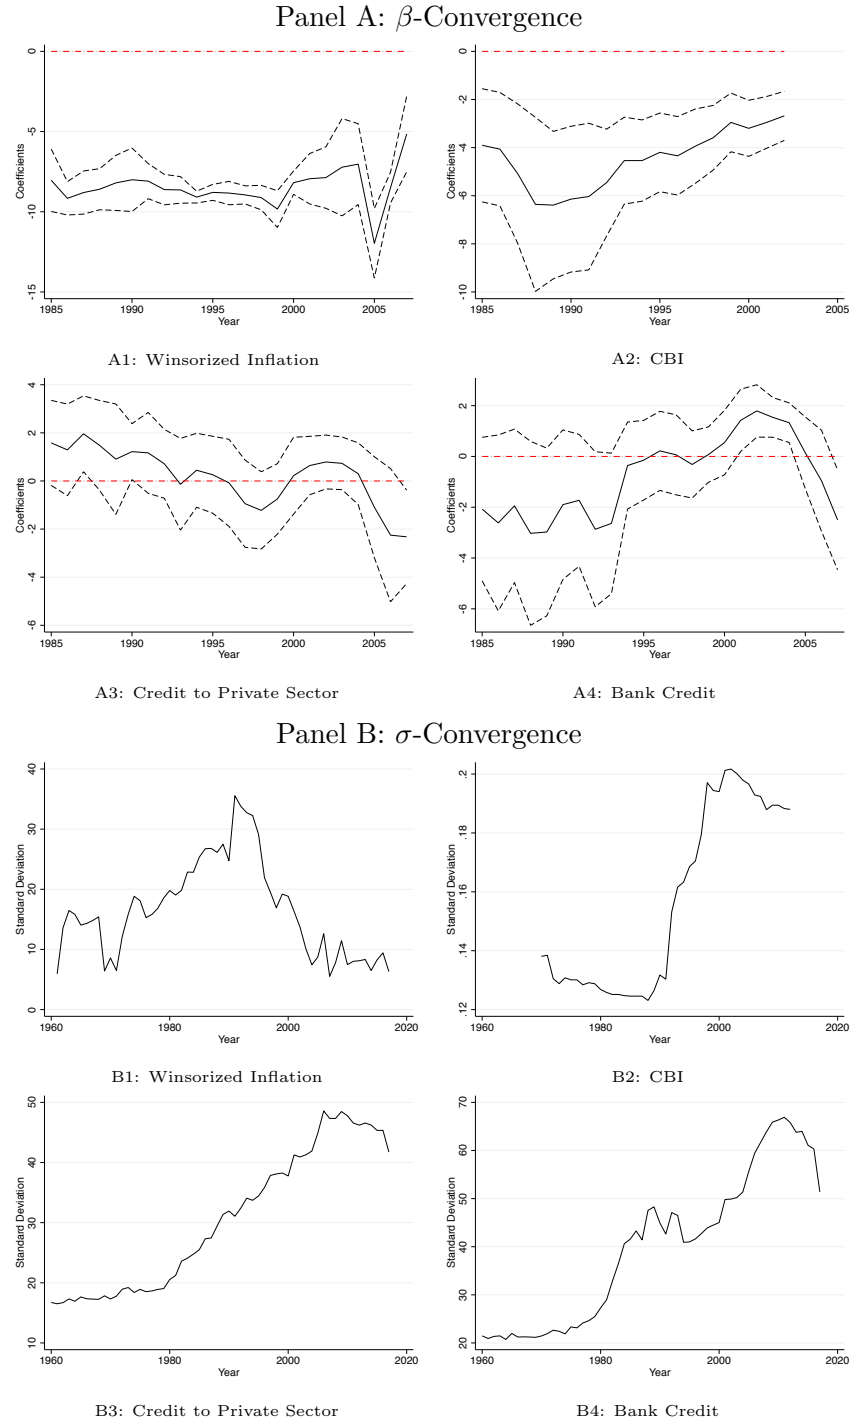 Panel A: β-Convergence
Coefficients
0
-5
-10
-15
1985 1990 1995 2000 2005
Year
A1: Winsorized Inflation
0
-2
-4
-6
-8
-10
Coefficients
1985 1990 1995 2000 2005
Year
A2: CBI
4
2
0
-2
-4
-6
Coefficients
1985 1990 1995 2000 2005
Year
A3: Credit to Private Sector
2
0
-2
-4
-6
Coefficients
1985 1990 1995 2000 2005
Year
A4: Bank Credit
Panel B: σ-Convergence
40
30
20
10
0
Standard Deviation
1960 1980 2000 2020
Year
B1: Winsorized Inflation
.2
.18
.16
.14
.12
Standard Deviation
1960 1980 2000 2020
Year
B2: CBI
50
40
30
20
10
Standard Deviation
1960 1980 2000 2020
Year
B3: Credit to Private Sector
70
60
50
40
30
20
Standard Deviation
1960 1980 2000 2020
Year
B4: Bank Credit